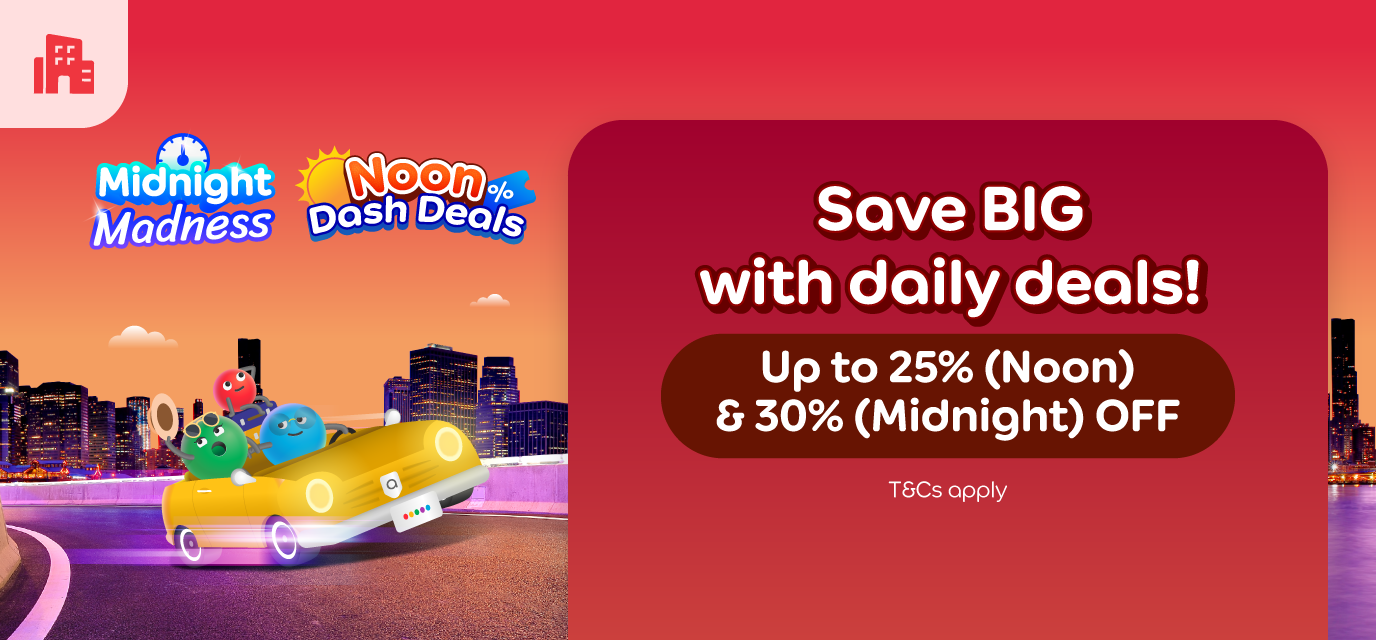 Midnight
Madness
Noon %
Dash Deals
Save BIG
with daily deals!
Up to 25% (Noon)
& 30% (Midnight) OFF
T&Cs apply
a